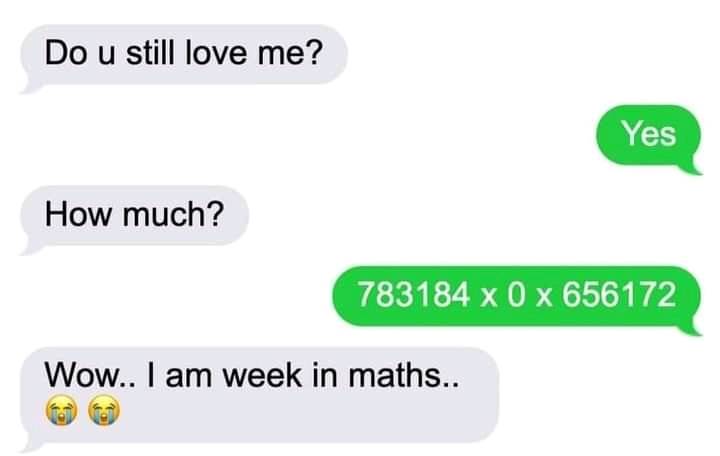 Do u still love me?
Yes
How much?
783184 x 0 x 656172
Wow.. I am week in maths..
😭 😭